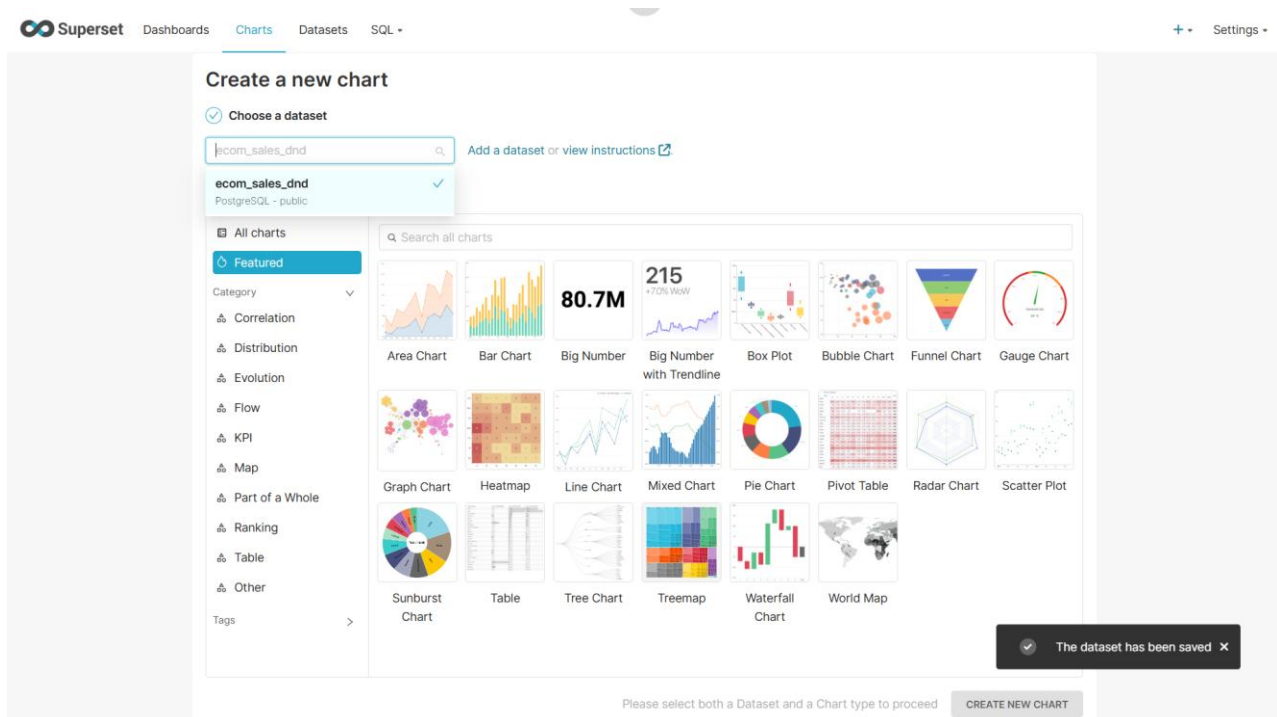 Superset Dashboards Charts Datasets SQL + Settings
Create a new chart
Choose a dataset
ecom_sales_dnd Add a dataset or view instructions.
ecom_sales_dnd
PostgreSQL - public
All charts
Search all charts
Featured
Category
Correlation
Distribution
Evolution
Flow
KPI
Map
Part of a Whole
Ranking
Table
Other
Tags
80.7M
215
+70% WoW
Area Chart Bar Chart Big Number Big Number with Trendline Box Plot Bubble Chart Funnel Chart Gauge Chart
Graph Chart Heatmap Line Chart Mixed Chart Pie Chart Pivot Table Radar Chart Scatter Plot
Sunburst Chart Table Tree Chart Treemap Waterfall Chart World Map
The dataset has been saved ×
Please select both a Dataset and a Chart type to proceed CREATE NEW CHART